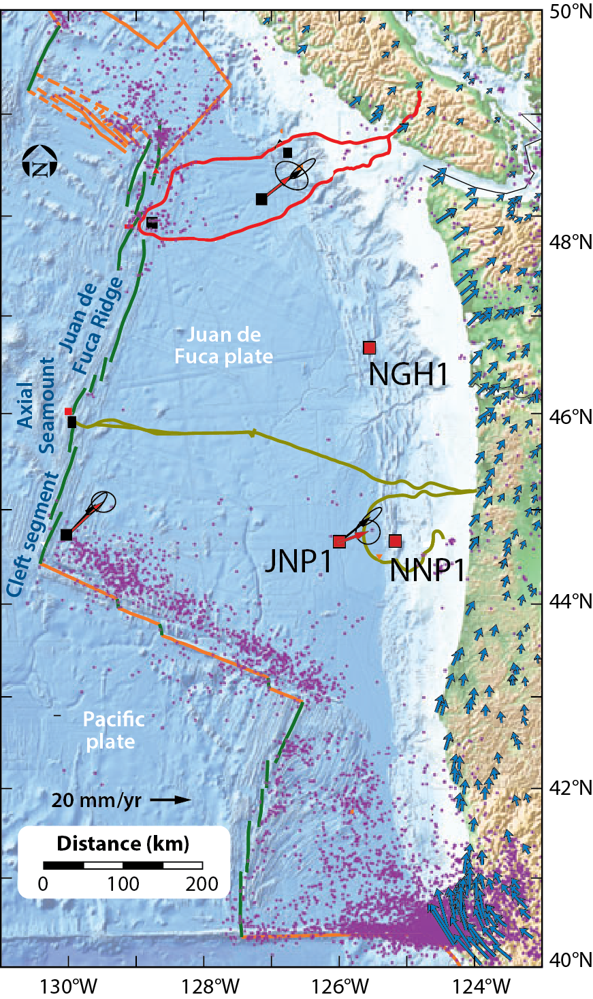 50°N
N
48°N
Juan de
Fuca Ridge
Juan de
Fuca plate
NGH1
Axial
Seamount
46°N
Cleft segment
JNP1
NNP1
44°N
Pacific
plate
42°N
20 mm/yr
Distance (km)
0 100 200
40°N
130°W 128°W 126°W 124°W